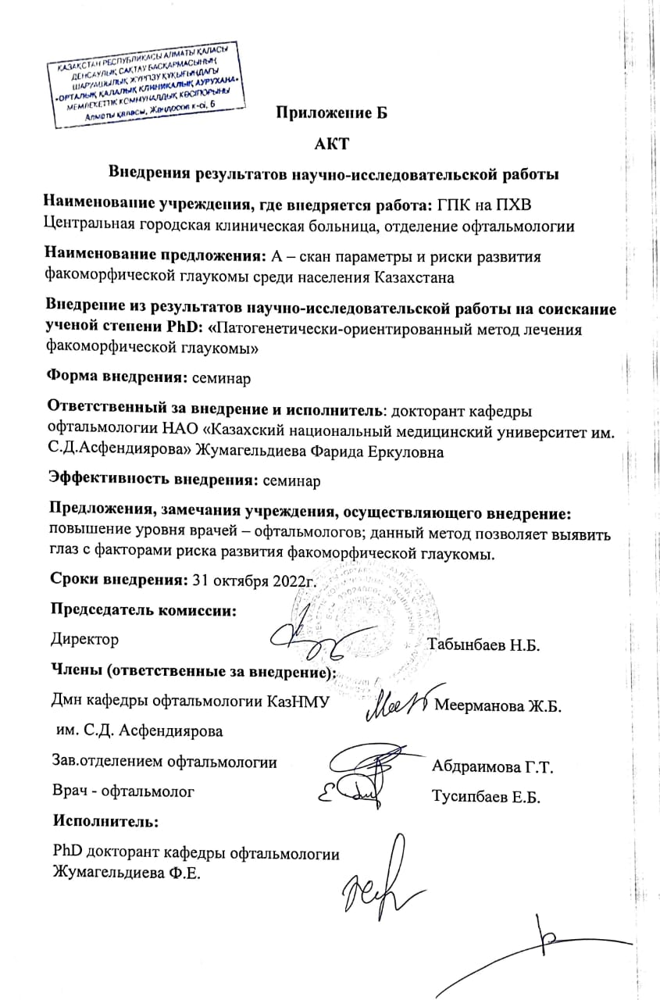 ҚАЗАҚСТАН РЕСПУБЛИКАСЫ АЛМАТЫ ҚАЛАСЫ
ДЕНСАУЛЫҚ САҚТАУ БАСҚАРМАСЫНЫҢ
ШАРУАШЫЛЫҚ ЖҮРГІЗУ ҚҰҚЫҒЫНДАҒЫ
«ОРТАЛЫҚ ҚАЛАЛЫҚ КЛИНИКАЛЫҚ АУРУХАНА»
МЕМЛЕКЕТТІК КОММУНАЛДЫҚ КӘСІПОРЫНЫ
Алматы қаласы, Жандосов к-сі, 6
Приложение Б
АКТ
Внедрения результатов научно-исследовательской работы
Наименование учреждения, где внедряется работа: ГПК на ПХВ
Центральная городская клиническая больница, отделение офтальмологии
Наименование предложения: А – скан параметры и риски развития
факоморфической глаукомы среди населения Казахстана
Внедрение из результатов научно-исследовательской работы на соискание
ученой степени PhD: «Патогенетически-ориентированный метод лечения
факоморфической глаукомы»
Форма внедрения: семинар
Ответственный за внедрение и исполнитель: докторант кафедры
офтальмологии НАО «Казахский национальный медицинский университет им.
С.Д.Асфендиярова» Жумагельдиева Фарида Еркуловна
Эффективность внедрения: семинар
Предложения, замечания учреждения, осуществляющего внедрение:
повышение уровня врачей – офтальмологов; данный метод позволяет выявить
глаз с факторами риска развития факоморфической глаукомы.
Сроки внедрения: 31 октября 2022г.
Председатель комиссии:
Директор Табынбаев Н.Б.
Члены (ответственные за внедрение):
Дмн кафедры офтальмологии КазНМУ Меерманова Ж.Б.
им. С.Д. Асфендиярова
Зав.отделением офтальмологии Абдраимова Г.Т.
Врач - офтальмолог Тусипбаев Е.Б.
Исполнитель:
PhD докторант кафедры офтальмологии
Жумагельдиева Ф.Е.